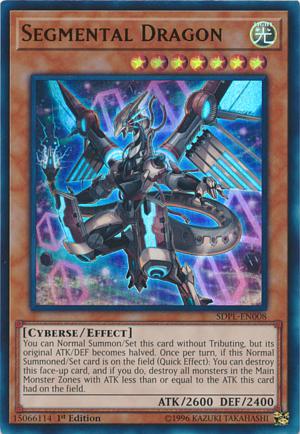 SEGMENTAL DRAGON
光
SDPL-EN008
[CYBERSE/EFFECT]
You can Normal Summon/Set this card without Tributing, but its
original ATK/DEF becomes halved. Once per turn, if this Normal
Summoned/Set card is on the field (Quick Effect): You can destroy
this face-up card, and if you do, destroy all monsters in the Main
Monster Zones with ATK less than or equal to the ATK this card
had on the field.
ATK/2600 DEF/2400
15066114 1st Edition ©1996 KAZUKI TAKAHASHI